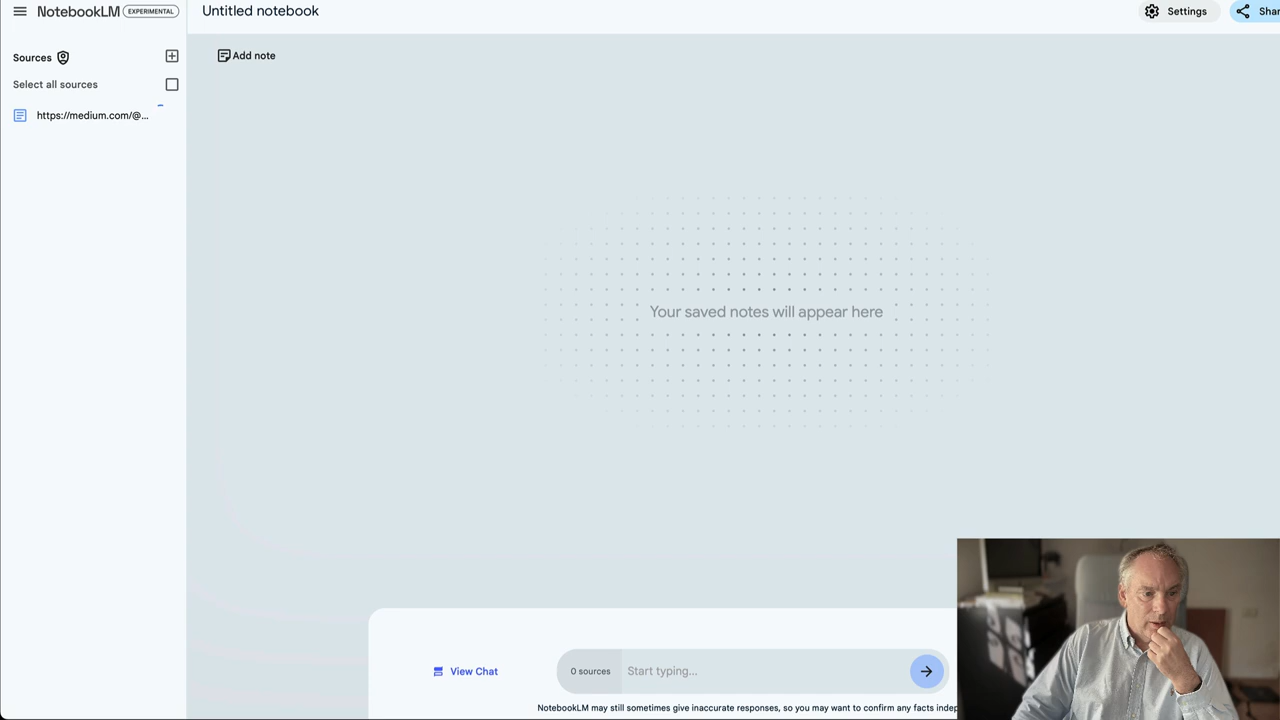 NotebookLM EXPERIMENTAL
Untitled notebook
Settings
Shar
Sources
Add note
Select all sources
https://medium.com/@...
Your saved notes will appear here
View Chat
0 sources
Start typing...
NotebookLM may still sometimes give inaccurate responses, so you may want to confirm any facts indep